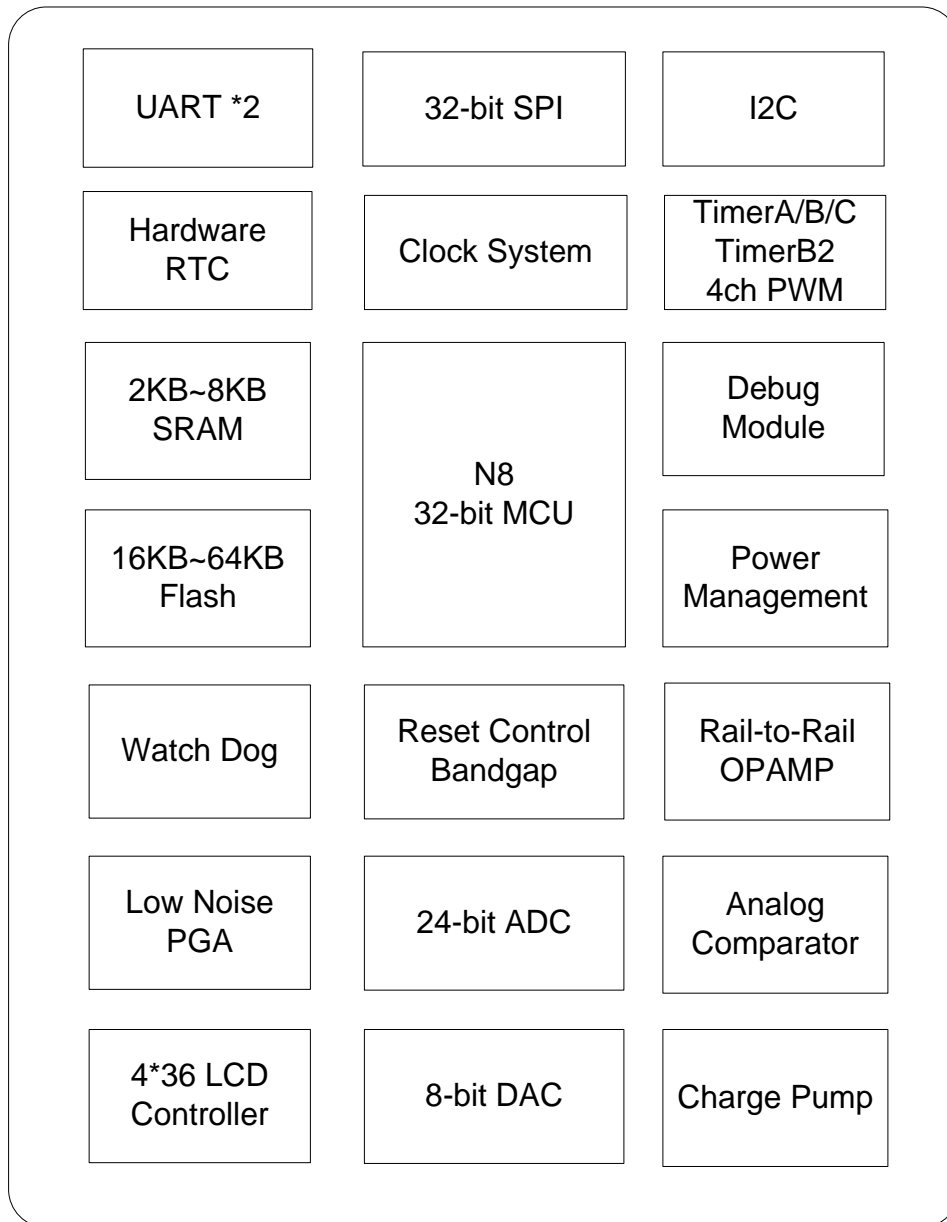 UART *2
32-bit SPI
I2C
Hardware
RTC
Clock System
TimerA/B/C
TimerB2
4ch PWM
2KB~8KB
SRAM
N8
32-bit MCU
Debug
Module
16KB~64KB
Flash
Power
Management
Watch Dog
Reset Control
Bandgap
Rail-to-Rail
OPAMP
Low Noise
PGA
24-bit ADC
Analog
Comparator
4*36 LCD
Controller
8-bit DAC
Charge Pump